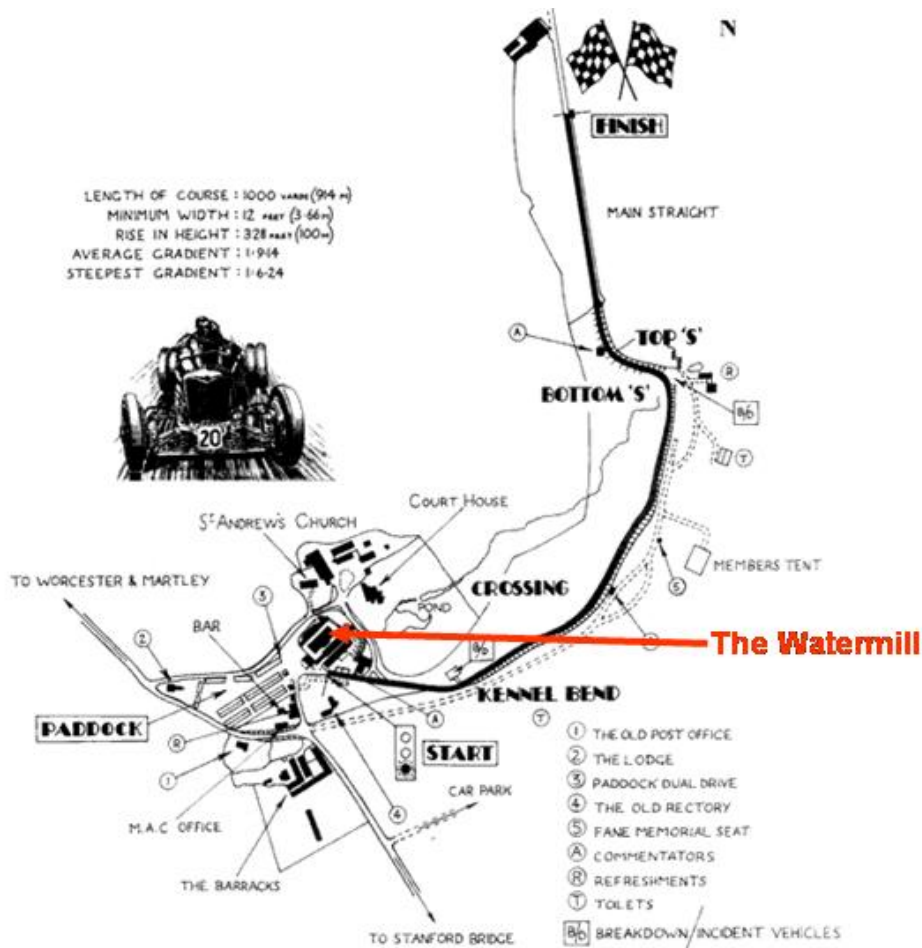 N
FINISH
LENGTH OF COURSE : 1000 YARDS (914 M)
MINIMUM WIDTH : 12 FEET (3·66 M)
RISE IN HEIGHT : 328 FEET (100 M)
AVERAGE GRADIENT : 1·9·14
STEEPEST GRADIENT : 1·6·24
MAIN STRAIGHT
A
TOP 'S'
R
BOTTOM 'S'
B/D
T
20
COURT HOUSE
ST ANDREW'S CHURCH
MEMBERS TENT
5
TO WORCESTER & MARTLEY
CROSSING
3
POND
BAR
2
B/D
The Watermill
KENNEL BEND
PADDOCK
A
T
R
START
1
4
CAR PARK
M.A.C OFFICE
THE BARRACKS
TO STANFORD BRIDGE
1 THE OLD POST OFFICE
2 THE LODGE
3 PADDOCK DUAL DRIVE
4 THE OLD RECTORY
5 FANE MEMORIAL SEAT
A COMMENTATORS
R REFRESHMENTS
T TOILETS
B/D BREAKDOWN/INCIDENT VEHICLES